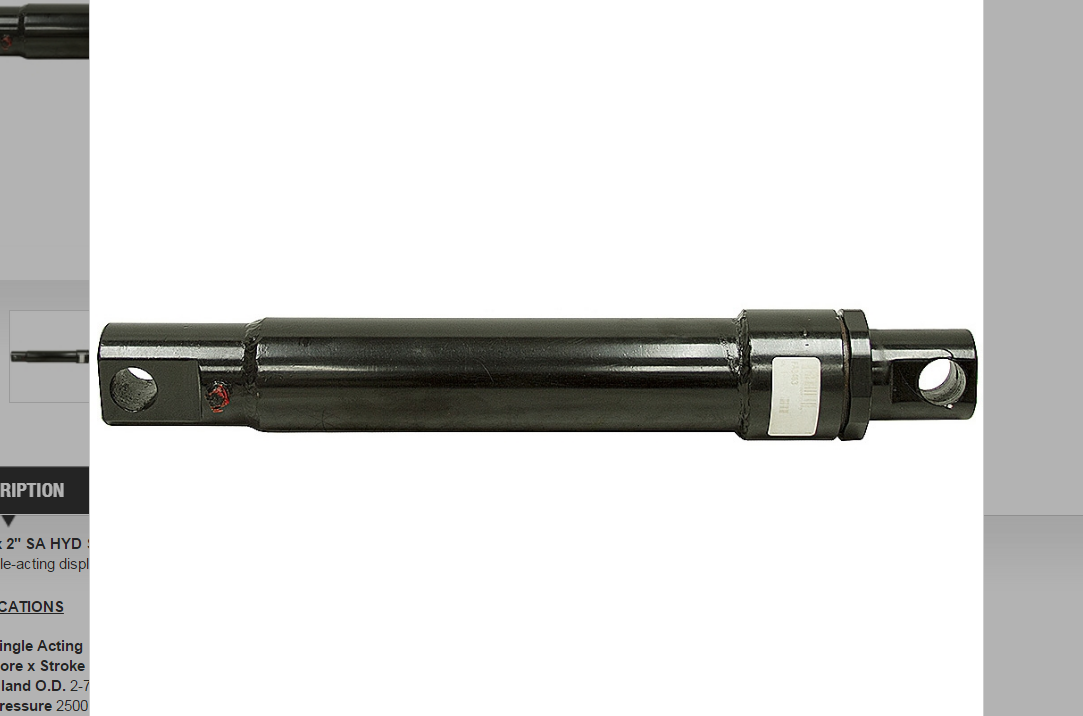 RIPTION
x 2" SA HYD
le-acting displ
CATIONS
ingle Acting
ore x Stroke
land O.D. 2-7
ressure 2500